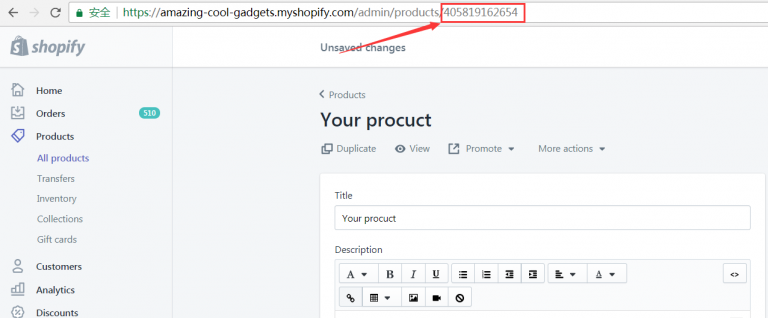 安全 https://amazing-cool-gadgets.myshopify.com/admin/products/405819162654
shopify
Unsaved changes
Home
Orders 510
Products
All products
Transfers
Inventory
Collections
Gift cards
Customers
Analytics
Discounts
Products
Your procuct
Duplicate View Promote More actions
Title
Your procuct
Description
A B I U A <>